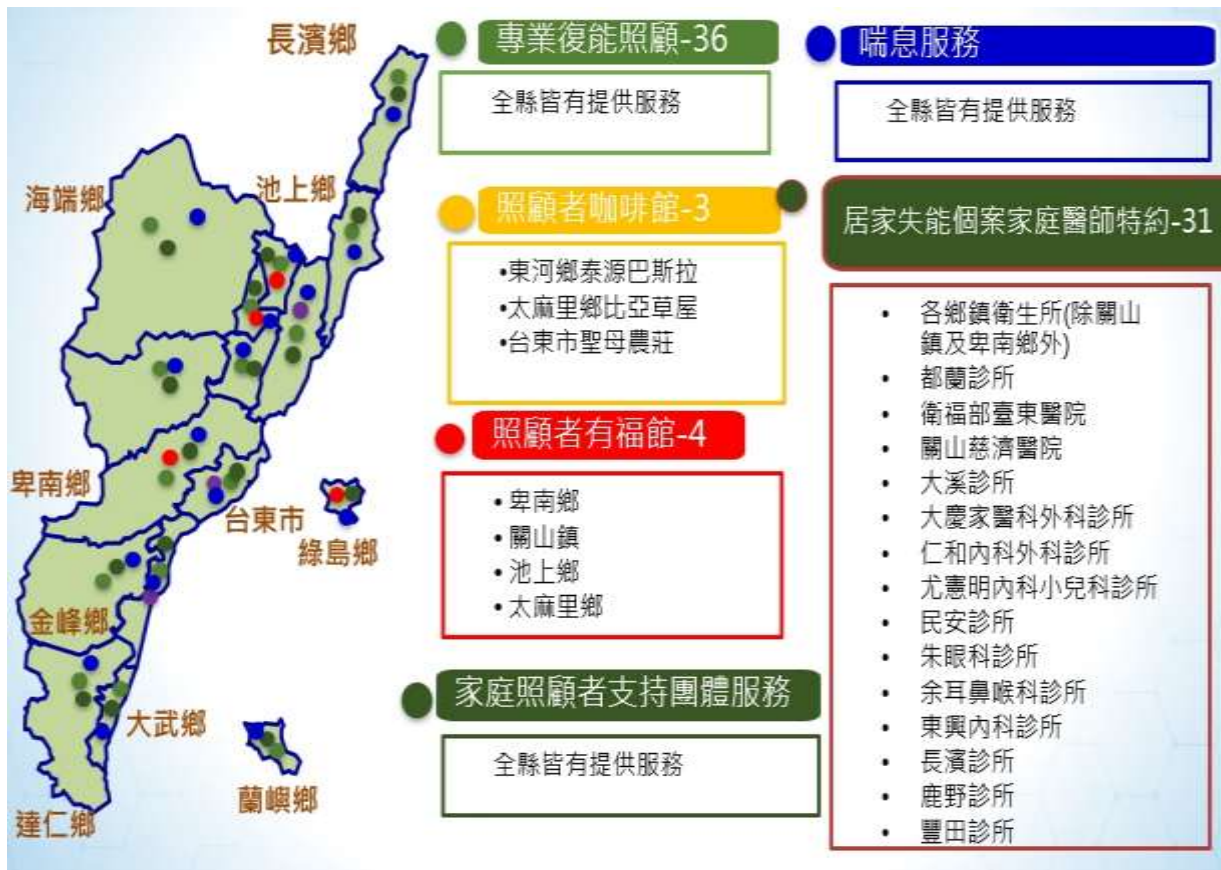 長濱鄉
海端鄉
池上鄉
卑南鄉
台東市
綠島鄉
金峰鄉
大武鄉
蘭嶼鄉
達仁鄉
專業復能照顧-36
全縣皆有提供服務
照顧者咖啡館-3
•東河鄉泰源巴斯拉
•太麻里鄉比亞草屋
•台東市聖母農莊
照顧者有福館-4
• 卑南鄉
• 關山鎮
• 池上鄉
• 太麻里鄉
家庭照顧者支持團體服務
全縣皆有提供服務
喘息服務
全縣皆有提供服務
居家失能個案家庭醫師特約-31
• 各鄉鎮衛生所(除關山
鎮及卑南鄉外)
• 都蘭診所
• 衛福部臺東醫院
• 關山慈濟醫院
• 大溪診所
• 大慶家醫科外科診所
• 仁和內科外科診所
• 尤憲明內科小兒科診所
• 民安診所
• 朱眼科診所
• 余耳鼻喉科診所
• 東興內科診所
• 長濱診所
• 鹿野診所
• 豐田診所